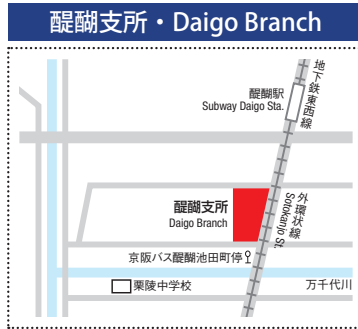 醍醐支所・Daigo Branch
地下鉄東西線
醍醐駅
Subway Daigo Sta.
外環状線
Sotokanjo St.
醍醐支所
Daigo Branch
京阪バス醍醐池田町停
栗陵中学校
万千代川